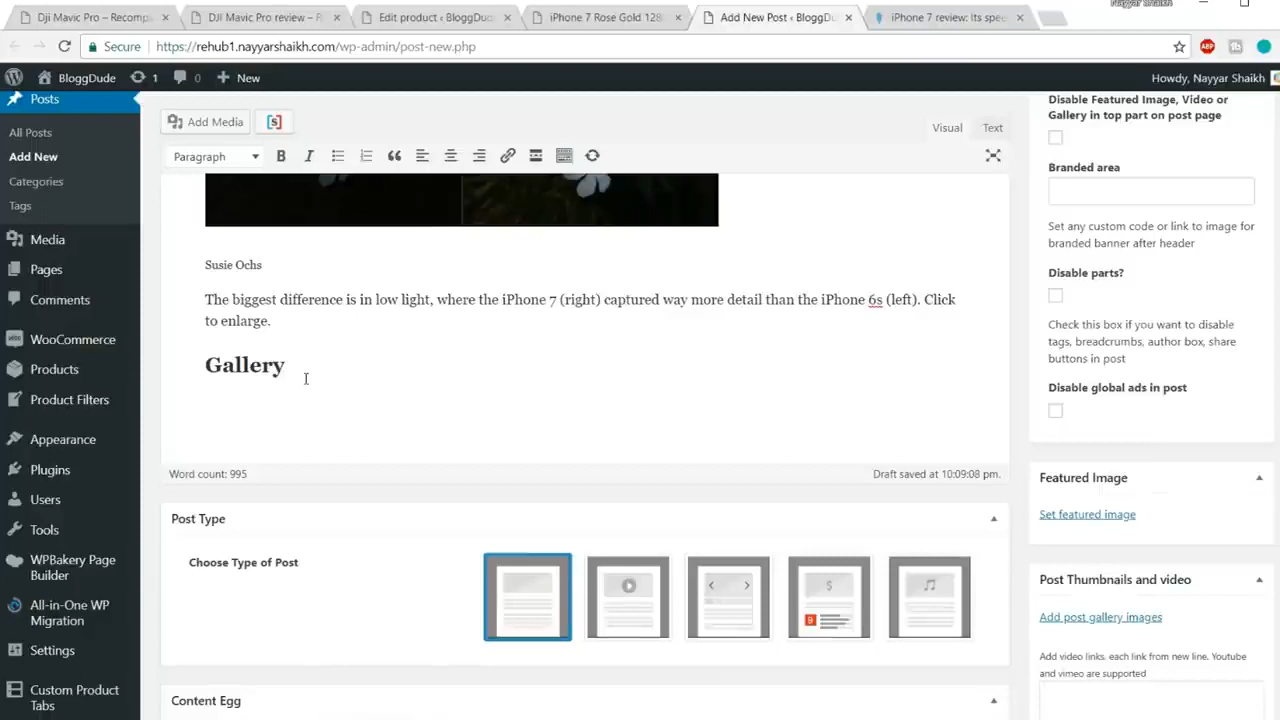 Nayyar Shaikh
Dji Mavic Pro – Recomp
DJI Mavic Pro review – R
Edit product ‹ BloggDu
iPhone 7 Rose Gold 128
Add New Post ‹ BloggDu
iPhone 7 review: Its spee
Secure
https://rehub1.nayyarshaikh.com/wp-admin/post-new.php
ABP
BloggDude
1
0
New
Howdy, Nayyar Shaikh
Posts
All Posts
Add New
Categories
Tags
Media
Pages
Comments
WooCommerce
Products
Product Filters
Appearance
Plugins
Users
Tools
WPBakery Page
Builder
All-in-One WP
Migration
Settings
Custom Product
Tabs
Add Media
[S]
Visual
Text
Paragraph
B
I
Susie Ochs
The biggest difference is in low light, where the iPhone 7 (right) captured way more detail than the iPhone 6s (left). Click
to enlarge.
Gallery
Word count: 995
Draft saved at 10:09:08 pm.
Post Type
Choose Type of Post
$
9
Content Egg
Disable Featured Image, Video or
Gallery in top part on post page
Branded area
Set any custom code or link to image for
branded banner after header
Disable parts?
Check this box if you want to disable
tags, breadcrumbs, author box, share
buttons in post
Disable global ads in post
Featured Image
Set featured image
Post Thumbnails and video
Add post gallery images
Add video links, each link from new line. Youtube
and vimeo are supported